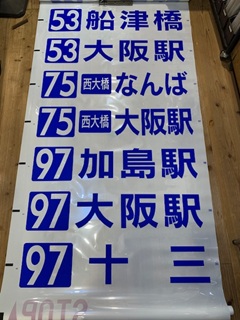 53 船津橋
53 大阪駅
75 西大橋 なんば
75 西大橋 大阪駅
97 加島駅
97 大阪駅
97 十三